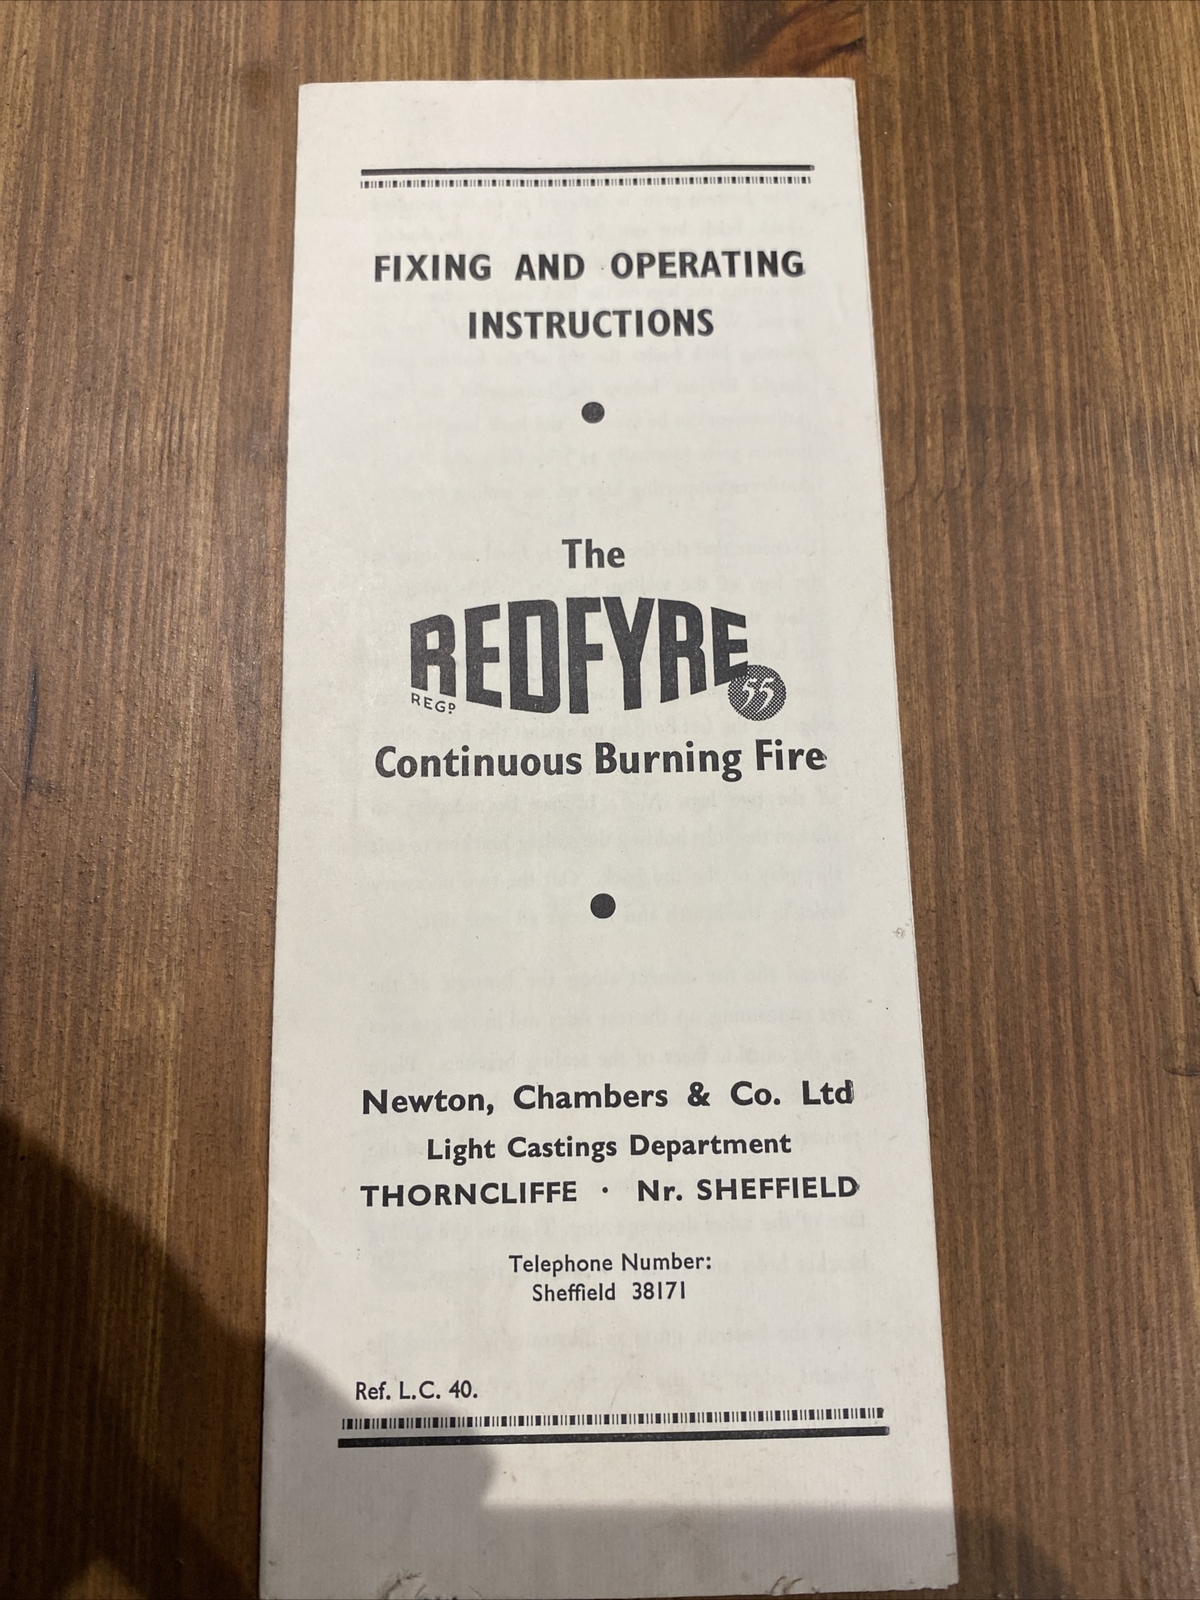 FIXING AND OPERATING
INSTRUCTIONS
The
REDFYRE
REGD
55
Continuous Burning Fire
Newton, Chambers & Co. Ltd
Light Castings Department
THORNCLIFFE · Nr. SHEFFIELD
Telephone Number:
Sheffield 38171
Ref. L.C. 40.